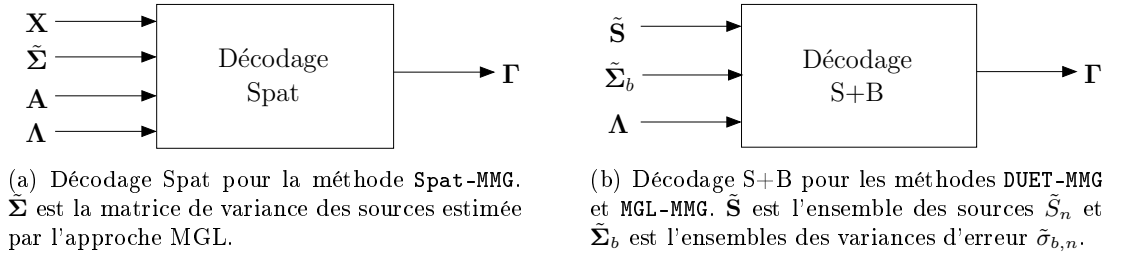 X
Σ̃
A
Λ
Décodage
Spat
Γ
(a) Décodage Spat pour la méthode Spat-MMG.
Σ̃ est la matrice de variance des sources estimée
par l'approche MGL.
S̃
Σ̃_b
Λ
Décodage
S+B
Γ
(b) Décodage S+B pour les méthodes DUET-MMG
et MGL-MMG. S̃ est l'ensemble des sources S̃_n et
Σ̃_b est l'ensembles des variances d'erreur σ̃_{b,n}.